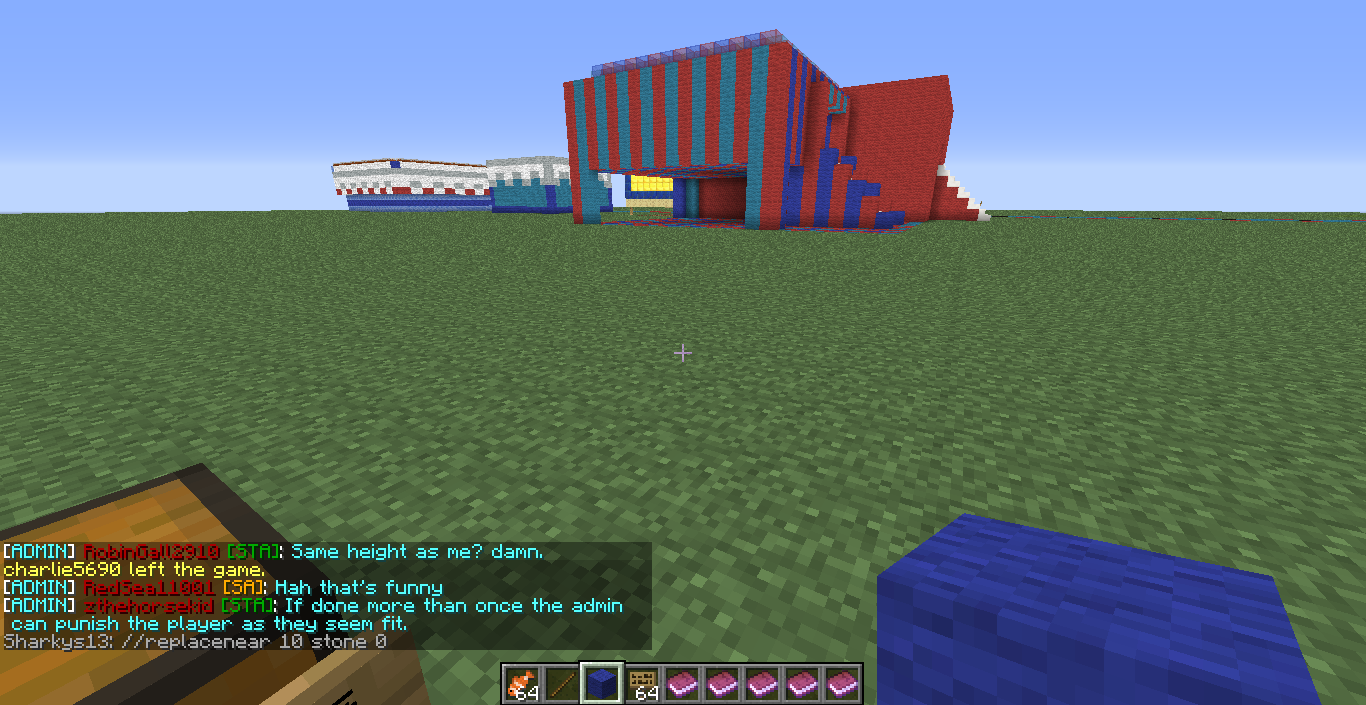 [ADMIN] RobinGall2910 [STA]: Same height as me? damn.
charlie5690 left the game.
[ADMIN] RedSeal1001 [SA]: Hah that's funny
[ADMIN] zthehorsekid [STA]: If done more than once the admin
can punish the player as they seem fit.
Sharkys13: //replacenear 10 stone 0
64 64